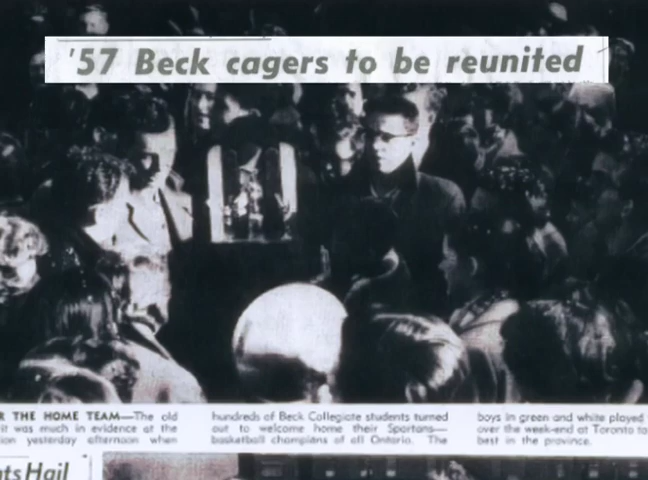 '57 Beck cagers to be reunited
R THE HOME TEAM—The old
it was much in evidence at the
ion yesterday afternoon when
hundreds of Beck Collegiate students turned
out to welcome home their Spartans—
basketball champions of all Ontario. The
boys in green and white played
over the week-end at Toronto to
best in the province.
ts Hail